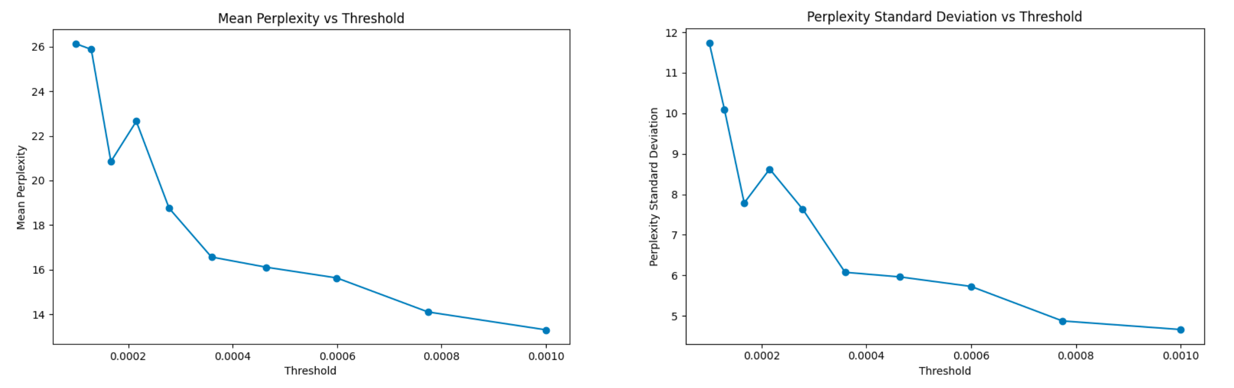 Mean Perplexity vs Threshold
26
24
22
20
18
16
14
Mean Perplexity
0.0002 0.0004 0.0006 0.0008 0.0010
Threshold
Perplexity Standard Deviation vs Threshold
12
11
10
9
8
7
6
5
Perplexity Standard Deviation
0.0002 0.0004 0.0006 0.0008 0.0010
Threshold